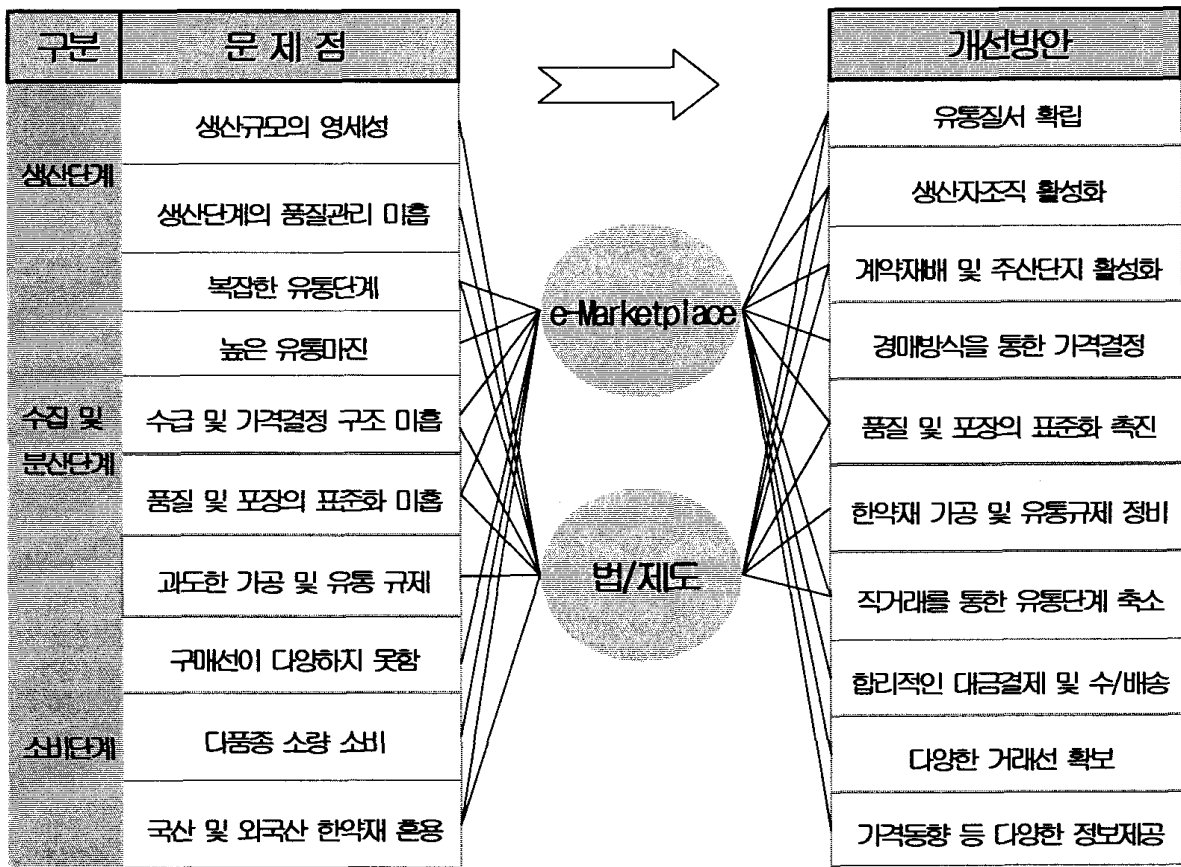 구분
문 제 점
개선방안
생산단계
생산규모의 영세성
생산단계의 품질관리 미흡
복잡한 유통단계
높은 유통마진
수집 및
분산단계
수급 및 가격결정 구조 미흡
품질 및 포장의 표준화 미흡
과도한 가공 및 유통 규제
구매선이 다양하지 못함
소비단계
다품종 소량 소비
국산 및 외국산 한약재 혼용
e-Marketplace
법/제도
유통질서 확립
생산자조직 활성화
계약재배 및 주산단지 활성화
경매방식을 통한 가격결정
품질 및 포장의 표준화 촉진
한약재 가공 및 유통규제 정비
직거래를 통한 유통단계 축소
합리적인 대금결제 및 수/배송
다양한 거래선 확보
가격동향 등 다양한 정보제공